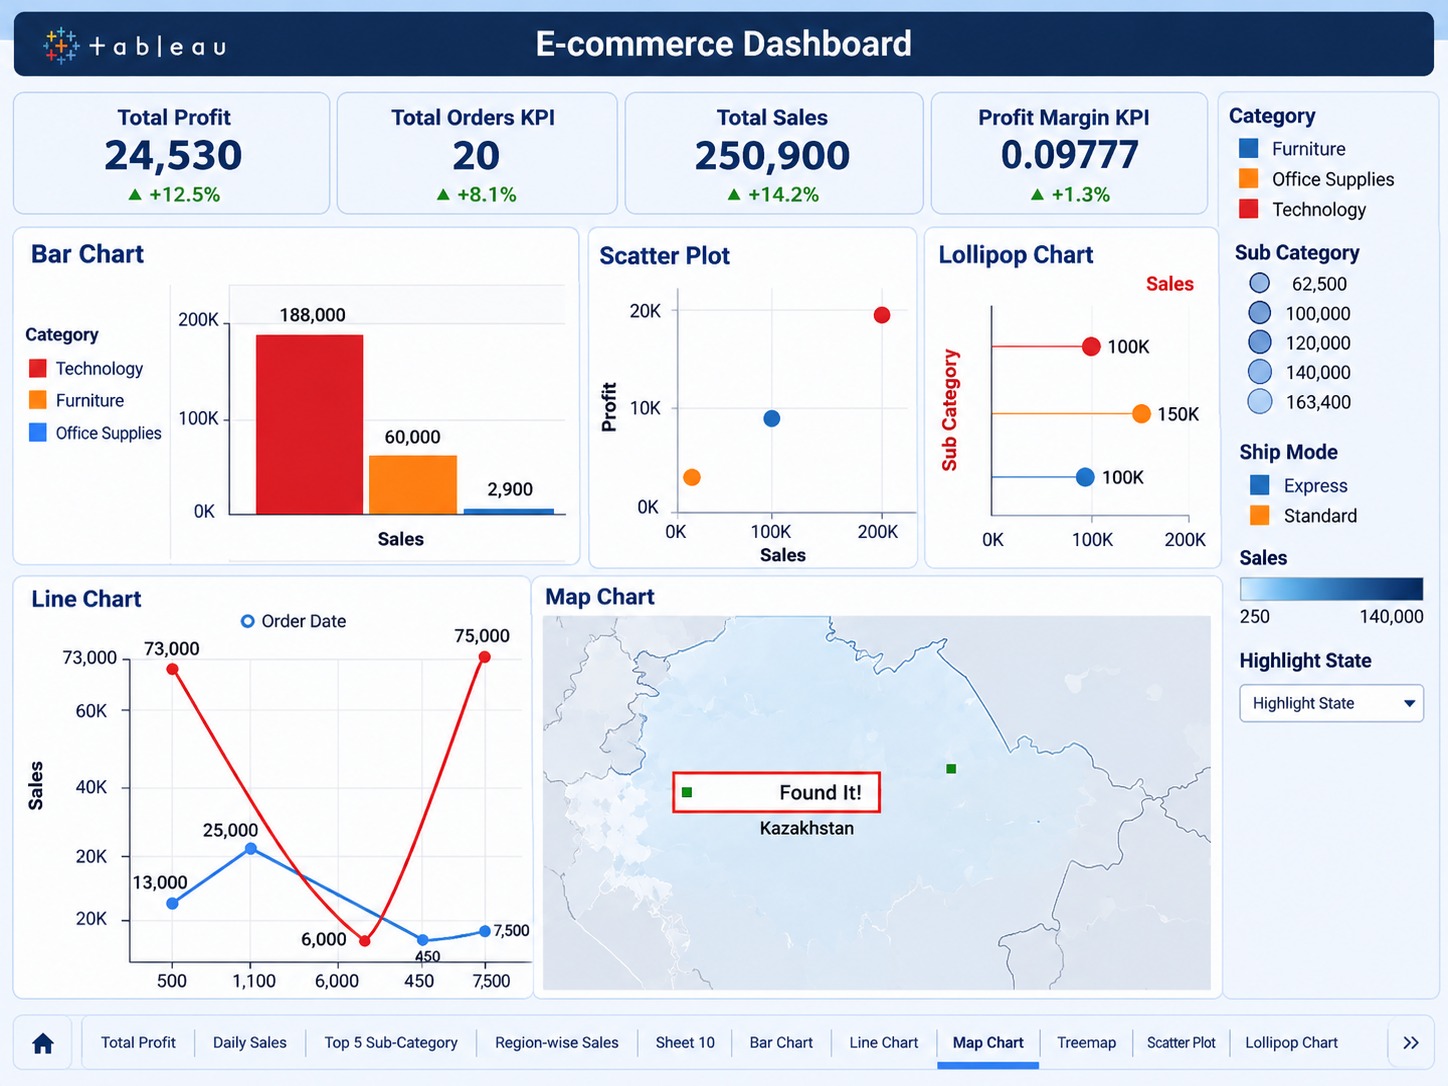 tableau
E-commerce Dashboard
Total Profit
24,530
▲ +12.5%
Total Orders KPI
20
▲ +8.1%
Total Sales
250,900
▲ +14.2%
Profit Margin KPI
0.09777
▲ +1.3%
Category
Furniture
Office Supplies
Technology
Bar Chart
Category
Technology
Furniture
Office Supplies
200K
100K
0K
188,000
60,000
2,900
Sales
Scatter Plot
Profit
20K
10K
0K
0K 100K 200K
Sales
Lollipop Chart
Sales
Sub Category
100K
150K
100K
0K 100K 200K
Sub Category
62,500
100,000
120,000
140,000
163,400
Ship Mode
Express
Standard
Sales
250 140,000
Highlight State
Highlight State
Line Chart
Order Date
Sales
73,000
60K
40K
20K
20K
73,000
75,000
25,000
13,000
6,000
450
7,500
500 1,100 6,000 450 7,500
Map Chart
Found It!
Kazakhstan
Total Profit Daily Sales Top 5 Sub-Category Region-wise Sales Sheet 10 Bar Chart Line Chart Map Chart Treemap Scatter Plot Lollipop Chart »